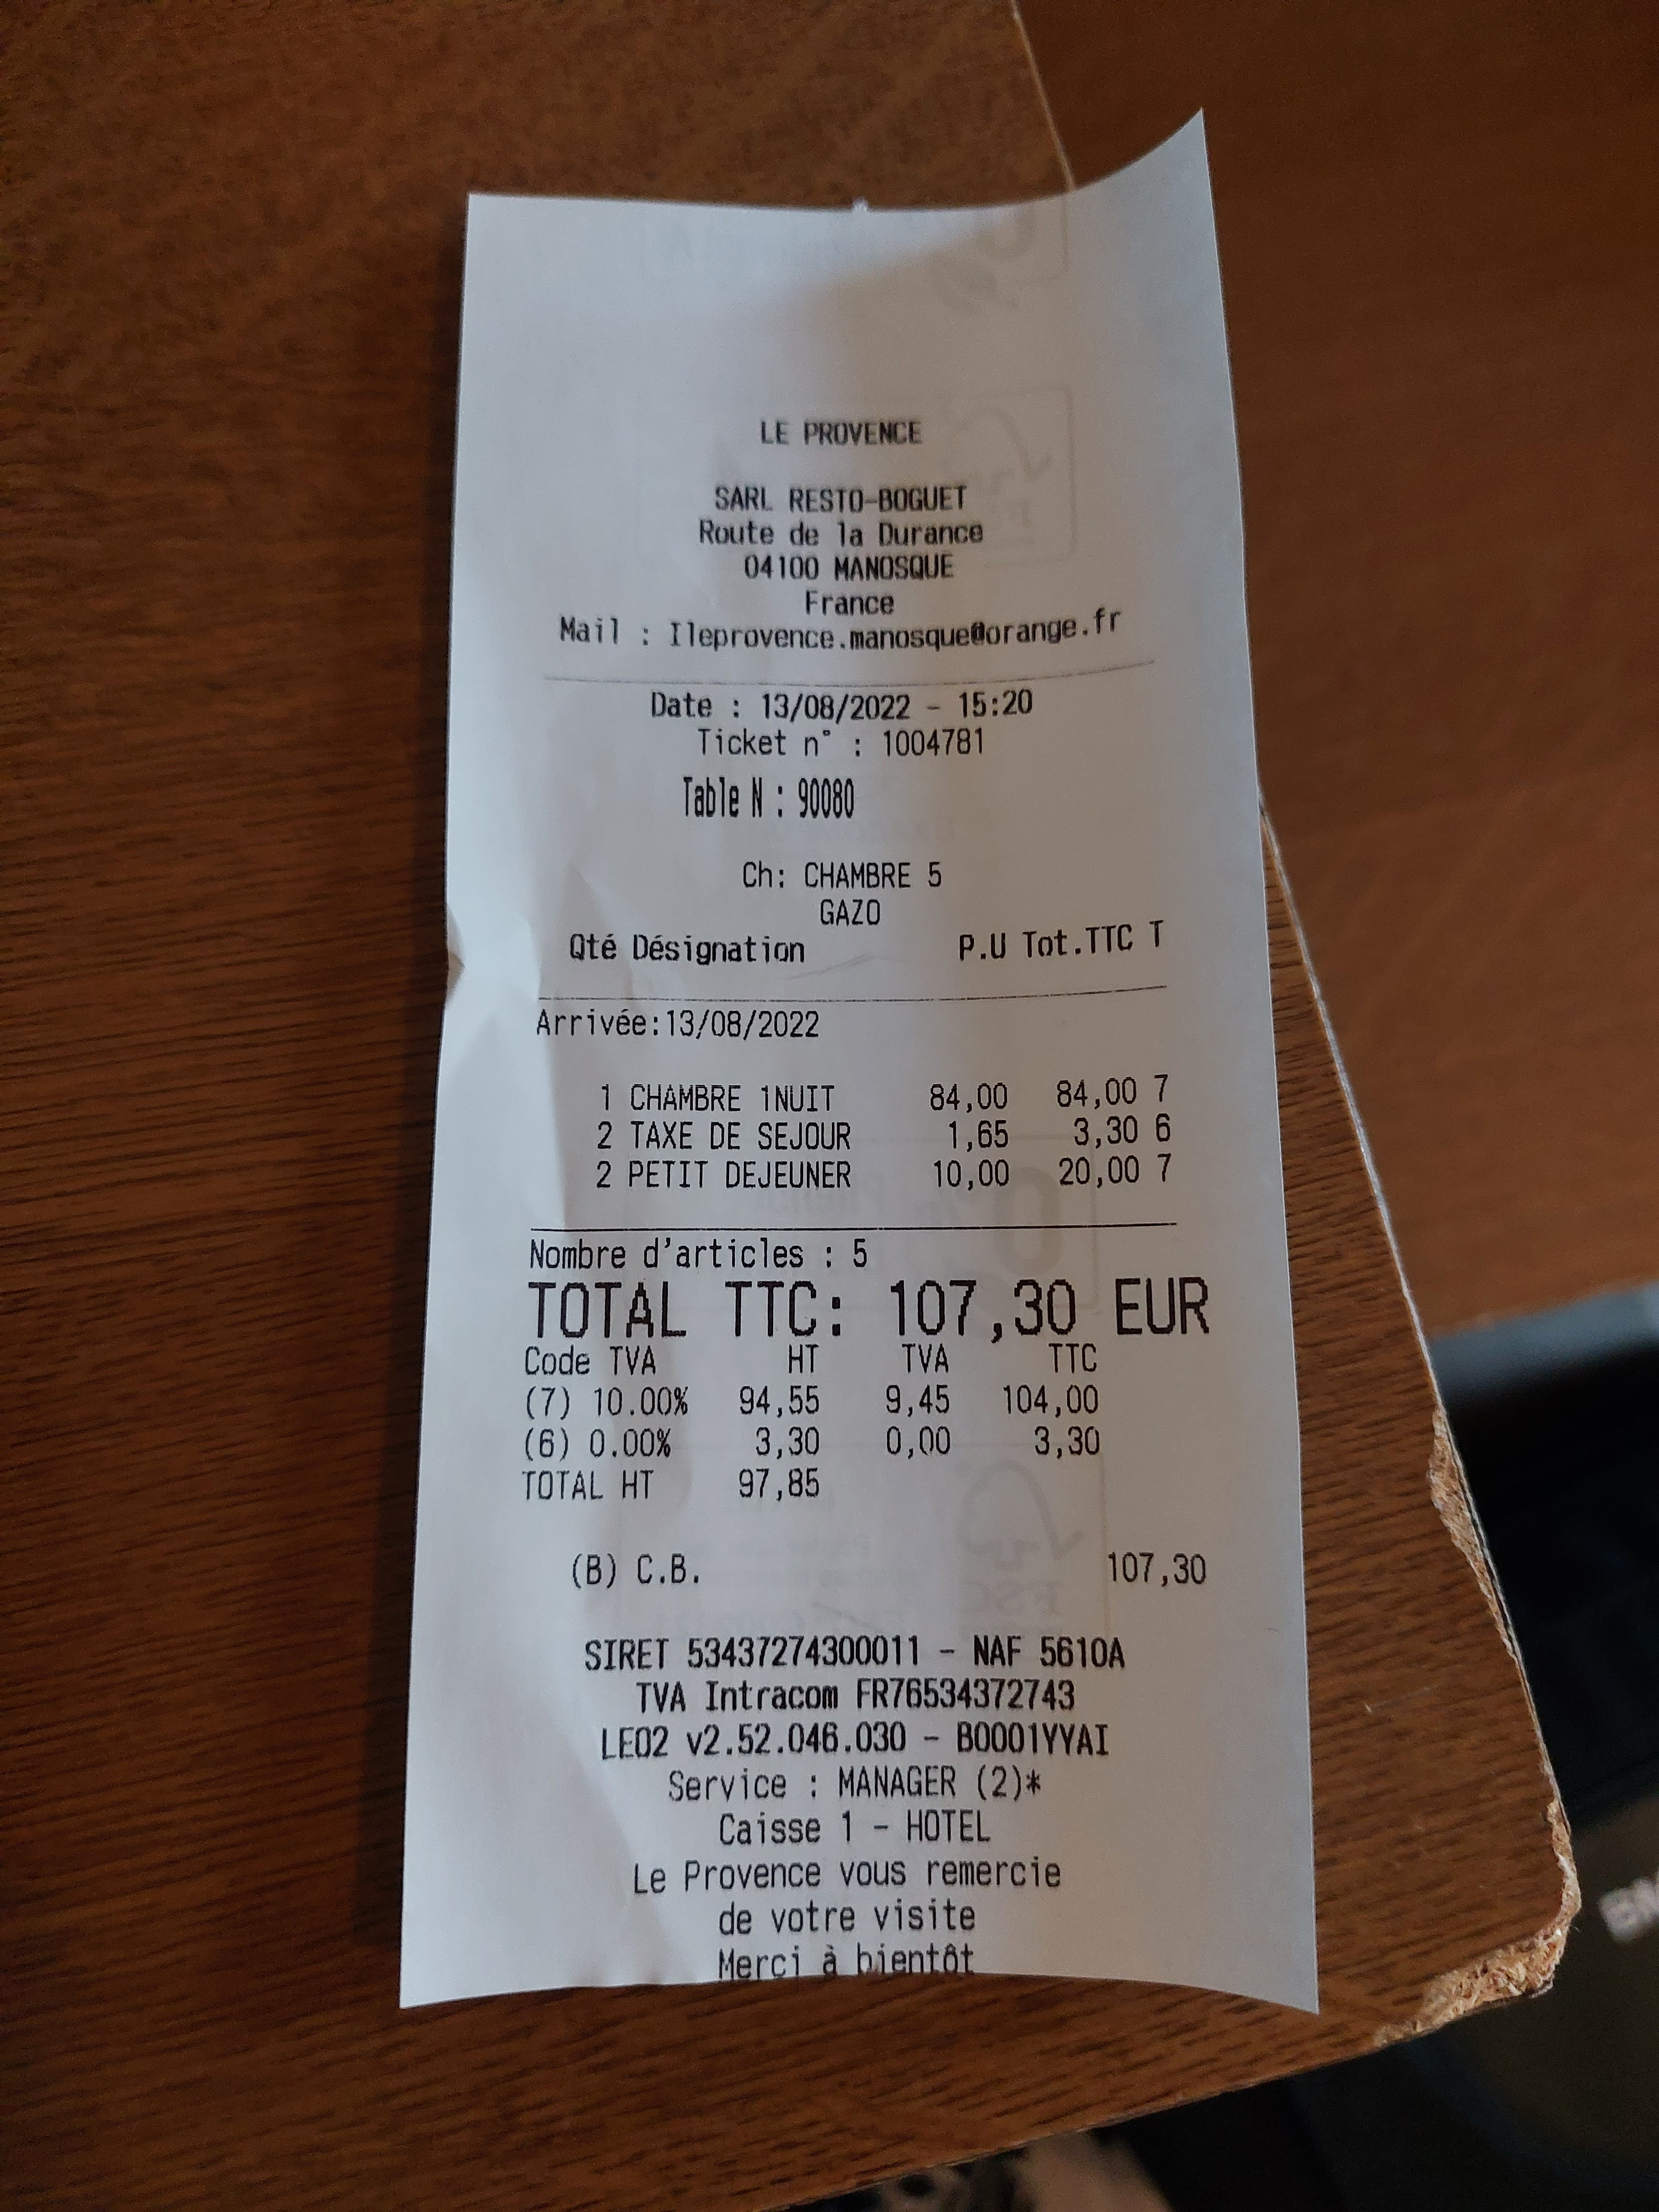 LE PROVENCE
SARL RESTO-BOGUET
Route de la Durance
04100 MANOSQUE
France
Mail : Ileprovence.manosque@orange.fr
Date : 13/08/2022 - 15:20
Ticket n° : 1004781
Table N : 90080
Ch: CHAMBRE 5
GAZO
Qté Désignation P.U Tot.TTC T
Arrivée:13/08/2022
1 CHAMBRE 1NUIT 84,00 84,00 7
2 TAXE DE SEJOUR 1,65 3,30 6
2 PETIT DEJEUNER 10,00 20,00 7
Nombre d'articles : 5
TOTAL TTC: 107,30 EUR
Code TVA HT TVA TTC
(7) 10.00% 94,55 9,45 104,00
(6) 0.00% 3,30 0,00 3,30
TOTAL HT 97,85
(B) C.B. 107,30
SIRET 53437274300011 - NAF 5610A
TVA Intracom FR76534372743
LEO2 v2.52.046.030 - B0001YYAI
Service : MANAGER (2)*
Caisse 1 - HOTEL
Le Provence vous remercie
de votre visite
Merci à bientôt